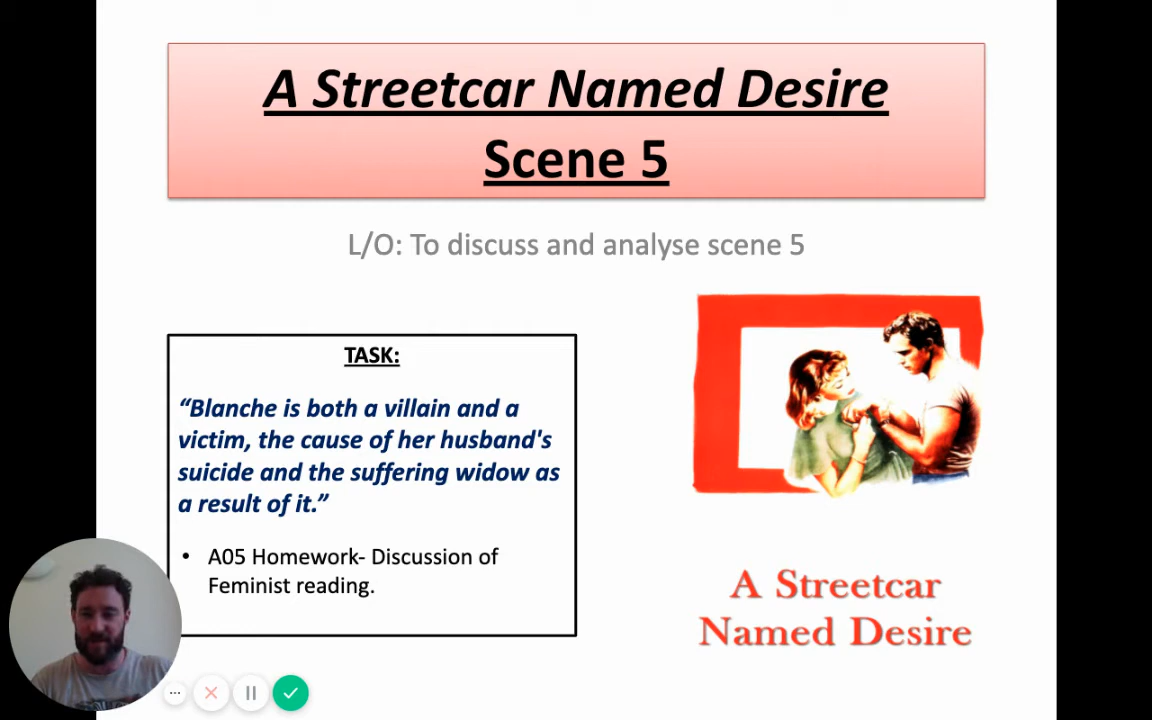 A Streetcar Named Desire
Scene 5
L/O: To discuss and analyse scene 5
TASK:
“Blanche is both a villain and a
victim, the cause of her husband's
suicide and the suffering widow as
a result of it.”
• A05 Homework- Discussion of
Feminist reading.
A Streetcar
Named Desire